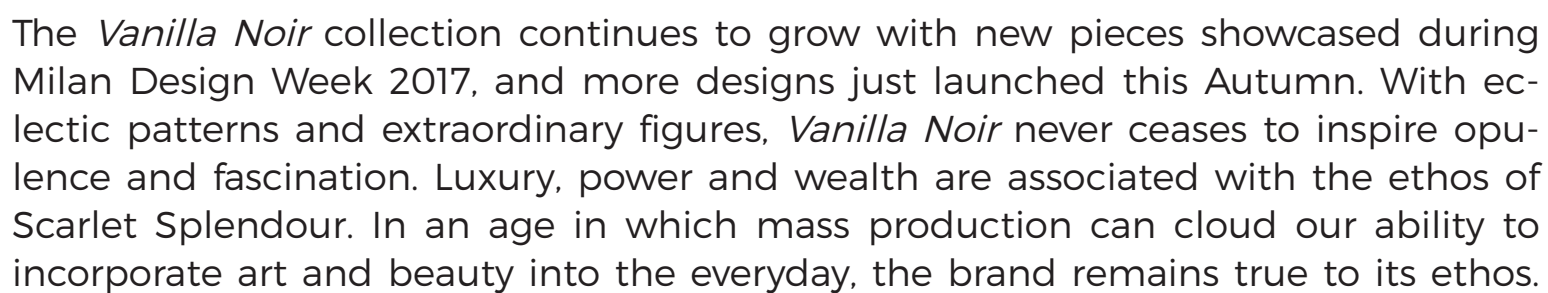 The Vanilla Noir collection continues to grow with new pieces showcased during
Milan Design Week 2017, and more designs just launched this Autumn. With ec-
lectic patterns and extraordinary figures, Vanilla Noir never ceases to inspire opu-
lence and fascination. Luxury, power and wealth are associated with the ethos of
Scarlet Splendour. In an age in which mass production can cloud our ability to
incorporate art and beauty into the everyday, the brand remains true to its ethos.